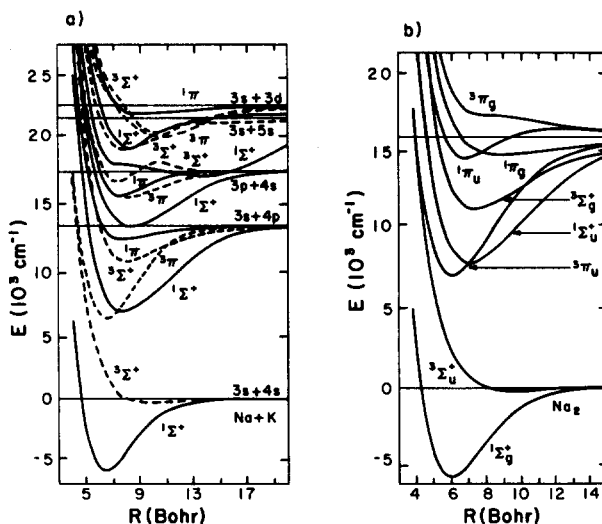 a)
E (10³ cm⁻¹)
25
20
15
10
5
0
-5
³Σ⁺
¹π
3s+3d
¹Σ⁺
³π
3s+5s
³Σ⁺
³Σ⁺
¹Σ⁺
¹π
³π
3p+4s
¹Σ⁺
3s+4p
¹π
³Σ⁺
³π
¹Σ⁺
³Σ⁺
3s+4s
Na+K
¹Σ⁺
5
9
13
17
R (Bohr)
b)
E (10³ cm⁻¹)
20
15
10
5
0
-5
³πg
¹πu
¹πg
³Σg⁺
¹Σu⁺
³πu
³Σu⁺
Na₂
¹Σg⁺
4
6
8
10
14
R (Bohr)